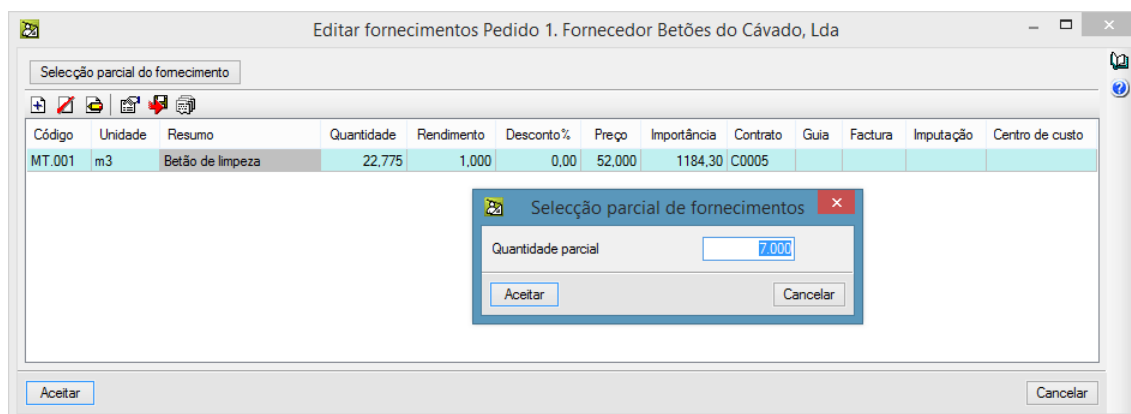 Editar fornecimentos Pedido 1. Fornecedor Betões do Cávado, Lda
Selecção parcial do fornecimento
Código Unidade Resumo Quantidade Rendimento Desconto% Preço Importância Contrato Guia Factura Imputação Centro de custo
MT.001 m3 Betão de limpeza 22,775 1,000 0,00 52,000 1184,30 C0005
Selecção parcial de fornecimentos
Quantidade parcial 7.000
Aceitar Cancelar
Aceitar Cancelar